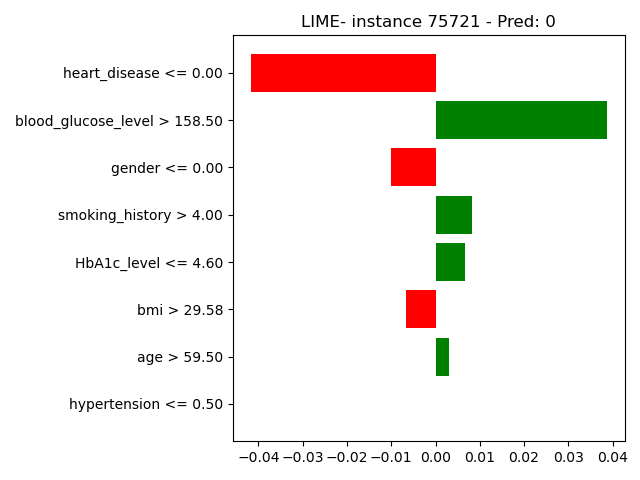 LIME- instance 75721 - Pred: 0
heart_disease <= 0.00
blood_glucose_level > 158.50
gender <= 0.00
smoking_history > 4.00
HbA1c_level <= 4.60
bmi > 29.58
age > 59.50
hypertension <= 0.50
−0.04 −0.03 −0.02 −0.01 0.00 0.01 0.02 0.03 0.04